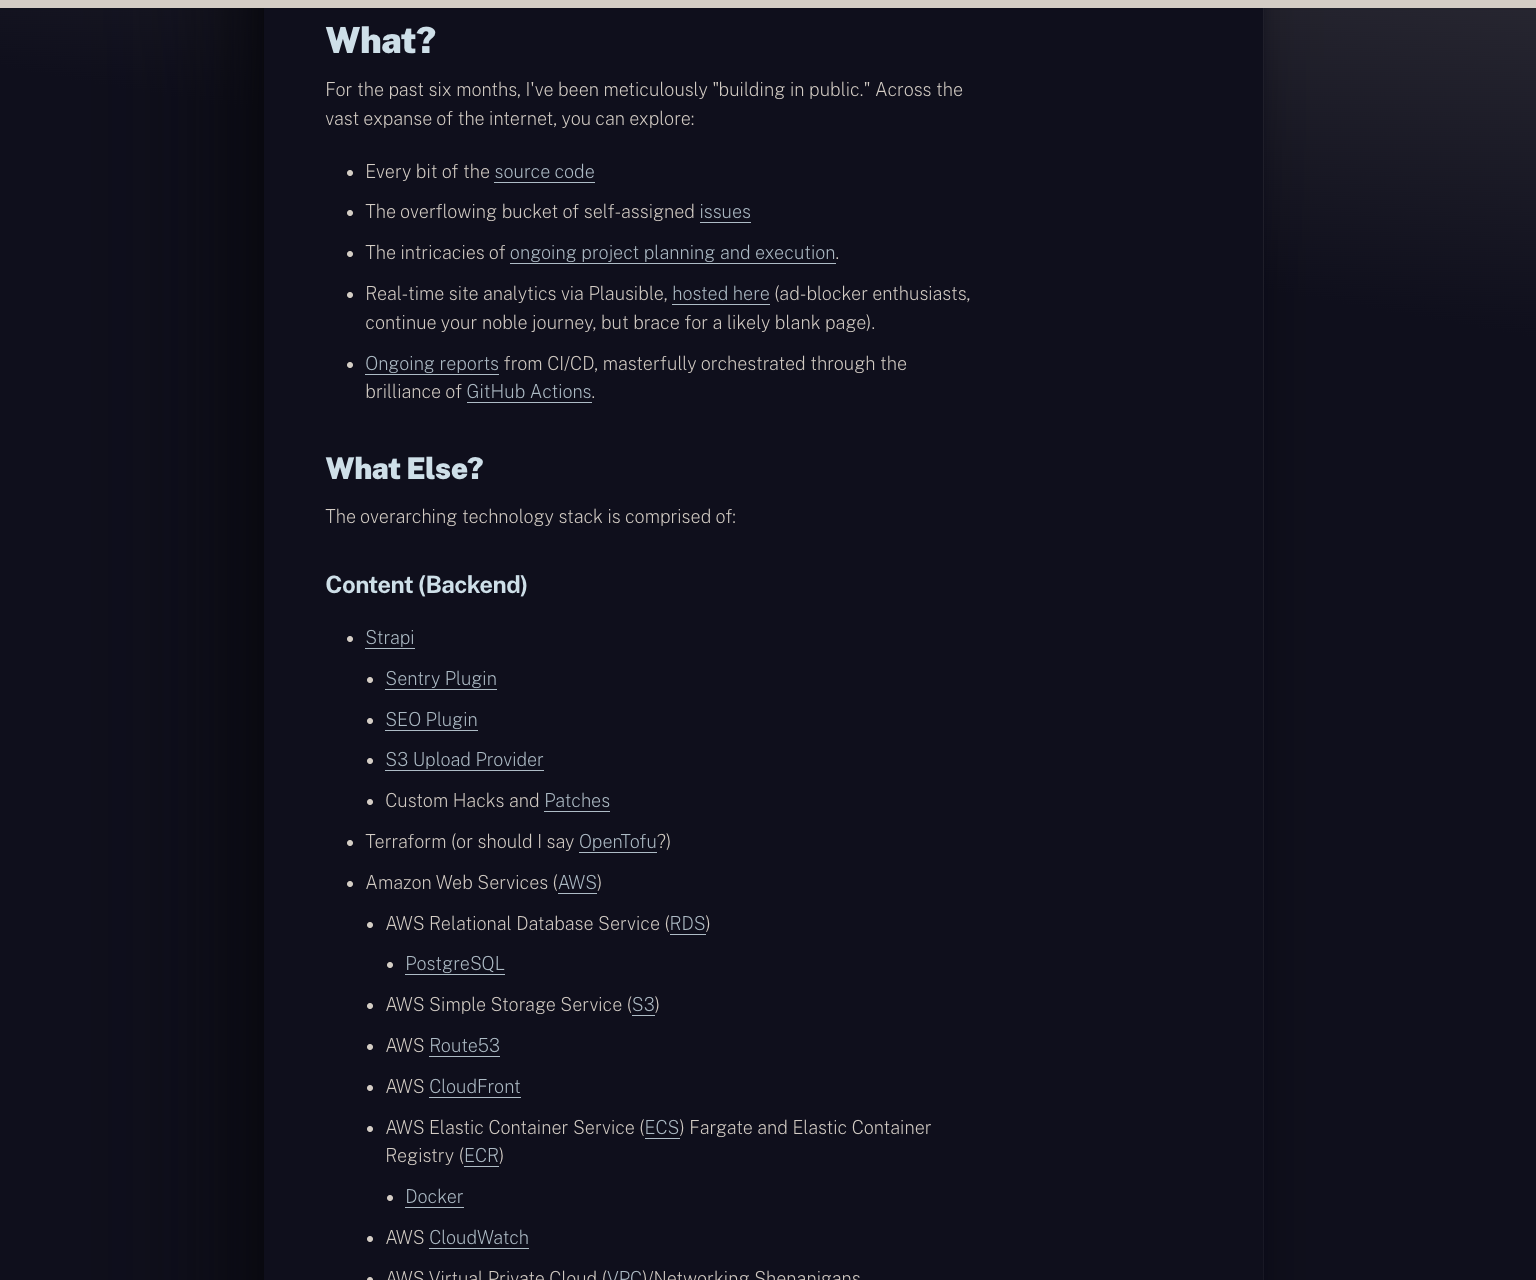 What?
For the past six months, I've been meticulously "building in public." Across the
vast expanse of the internet, you can explore:
Every bit of the source code
The overflowing bucket of self-assigned issues
The intricacies of ongoing project planning and execution.
Real-time site analytics via Plausible, hosted here (ad-blocker enthusiasts,
continue your noble journey, but brace for a likely blank page).
Ongoing reports from CI/CD, masterfully orchestrated through the
brilliance of GitHub Actions.
What Else?
The overarching technology stack is comprised of:
Content (Backend)
Strapi
Sentry Plugin
SEO Plugin
S3 Upload Provider
Custom Hacks and Patches
Terraform (or should I say OpenTofu?)
Amazon Web Services (AWS)
AWS Relational Database Service (RDS)
PostgreSQL
AWS Simple Storage Service (S3)
AWS Route53
AWS CloudFront
AWS Elastic Container Service (ECS) Fargate and Elastic Container
Registry (ECR)
Docker
AWS CloudWatch
AWS Virtual Private Cloud (VPC)/Networking Shenanigans